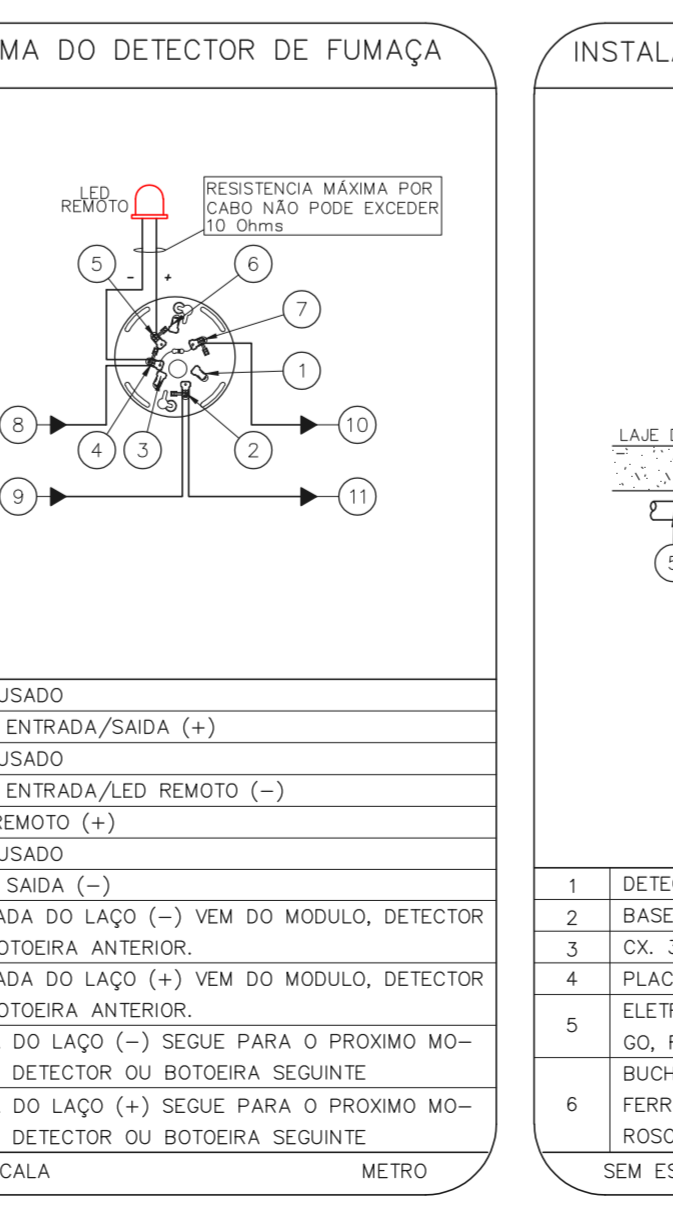 MA DO DETECTOR DE FUMAÇA
LED
REMOTO
RESISTENCIA MÁXIMA POR
CABO NÃO PODE EXCEDER
10 Ohms
5
6
- +
7
1
8
10
4
3
2
9
11
USADO
ENTRADA/SAIDA (+)
USADO
ENTRADA/LED REMOTO (-)
REMOTO (+)
USADO
SAIDA (-)
ADA DO LAÇO (-) VEM DO MODULO, DETECTOR
OTOEIRA ANTERIOR.
ADA DO LAÇO (+) VEM DO MODULO, DETECTOR
OTOEIRA ANTERIOR.
DO LAÇO (-) SEGUE PARA O PROXIMO MO-
DETECTOR OU BOTOEIRA SEGUINTE
DO LAÇO (+) SEGUE PARA O PROXIMO MO-
DETECTOR OU BOTOEIRA SEGUINTE
CALA METRO
INSTAL
LAJE
5
1 DETE
2 BASE
3 CX. 3
4 PLAC
5 ELET
GO,
6 BUCH
FERR
ROSC
SEM ES